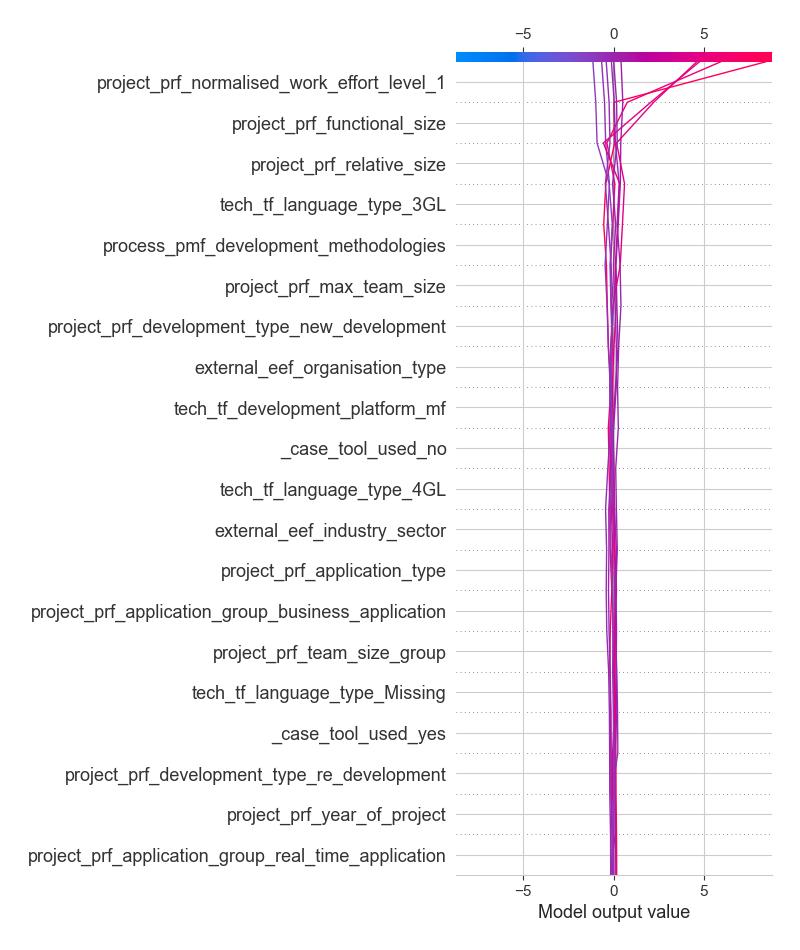 −5 0 5
project_prf_normalised_work_effort_level_1
project_prf_functional_size
project_prf_relative_size
tech_tf_language_type_3GL
process_pmf_development_methodologies
project_prf_max_team_size
project_prf_development_type_new_development
external_eef_organisation_type
tech_tf_development_platform_mf
_case_tool_used_no
tech_tf_language_type_4GL
external_eef_industry_sector
project_prf_application_type
project_prf_application_group_business_application
project_prf_team_size_group
tech_tf_language_type_Missing
_case_tool_used_yes
project_prf_development_type_re_development
project_prf_year_of_project
project_prf_application_group_real_time_application
−5 0 5
Model output value